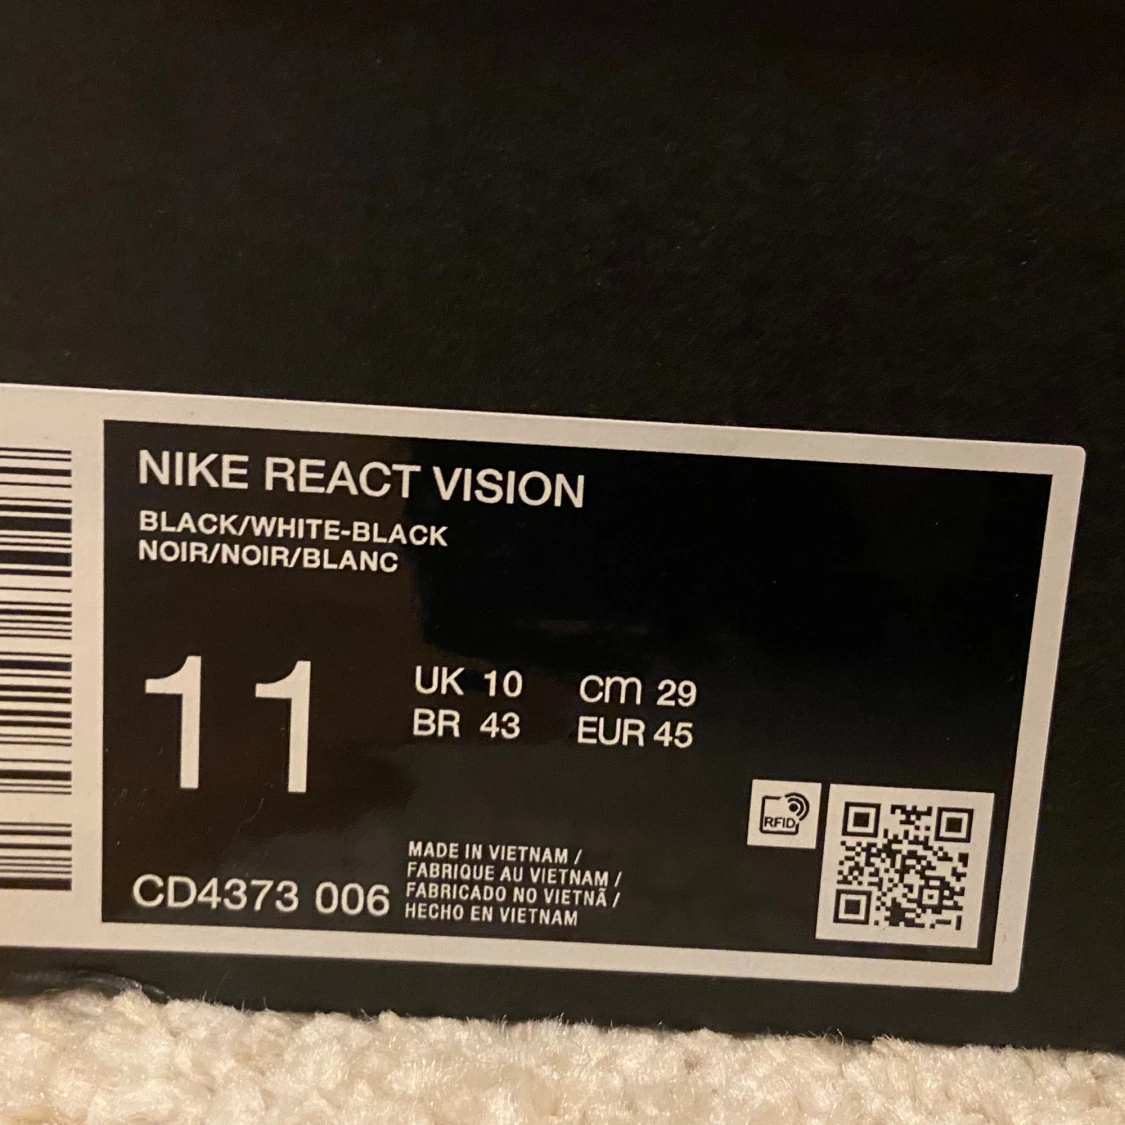 NIKE REACT VISION
BLACK/WHITE-BLACK
NOIR/NOIR/BLANC
11
UK 10 cm 29
BR 43 EUR 45
RFID
CD4373 006
MADE IN VIETNAM /
FABRIQUE AU VIETNAM /
FABRICADO NO VIETNÃ /
HECHO EN VIETNAM